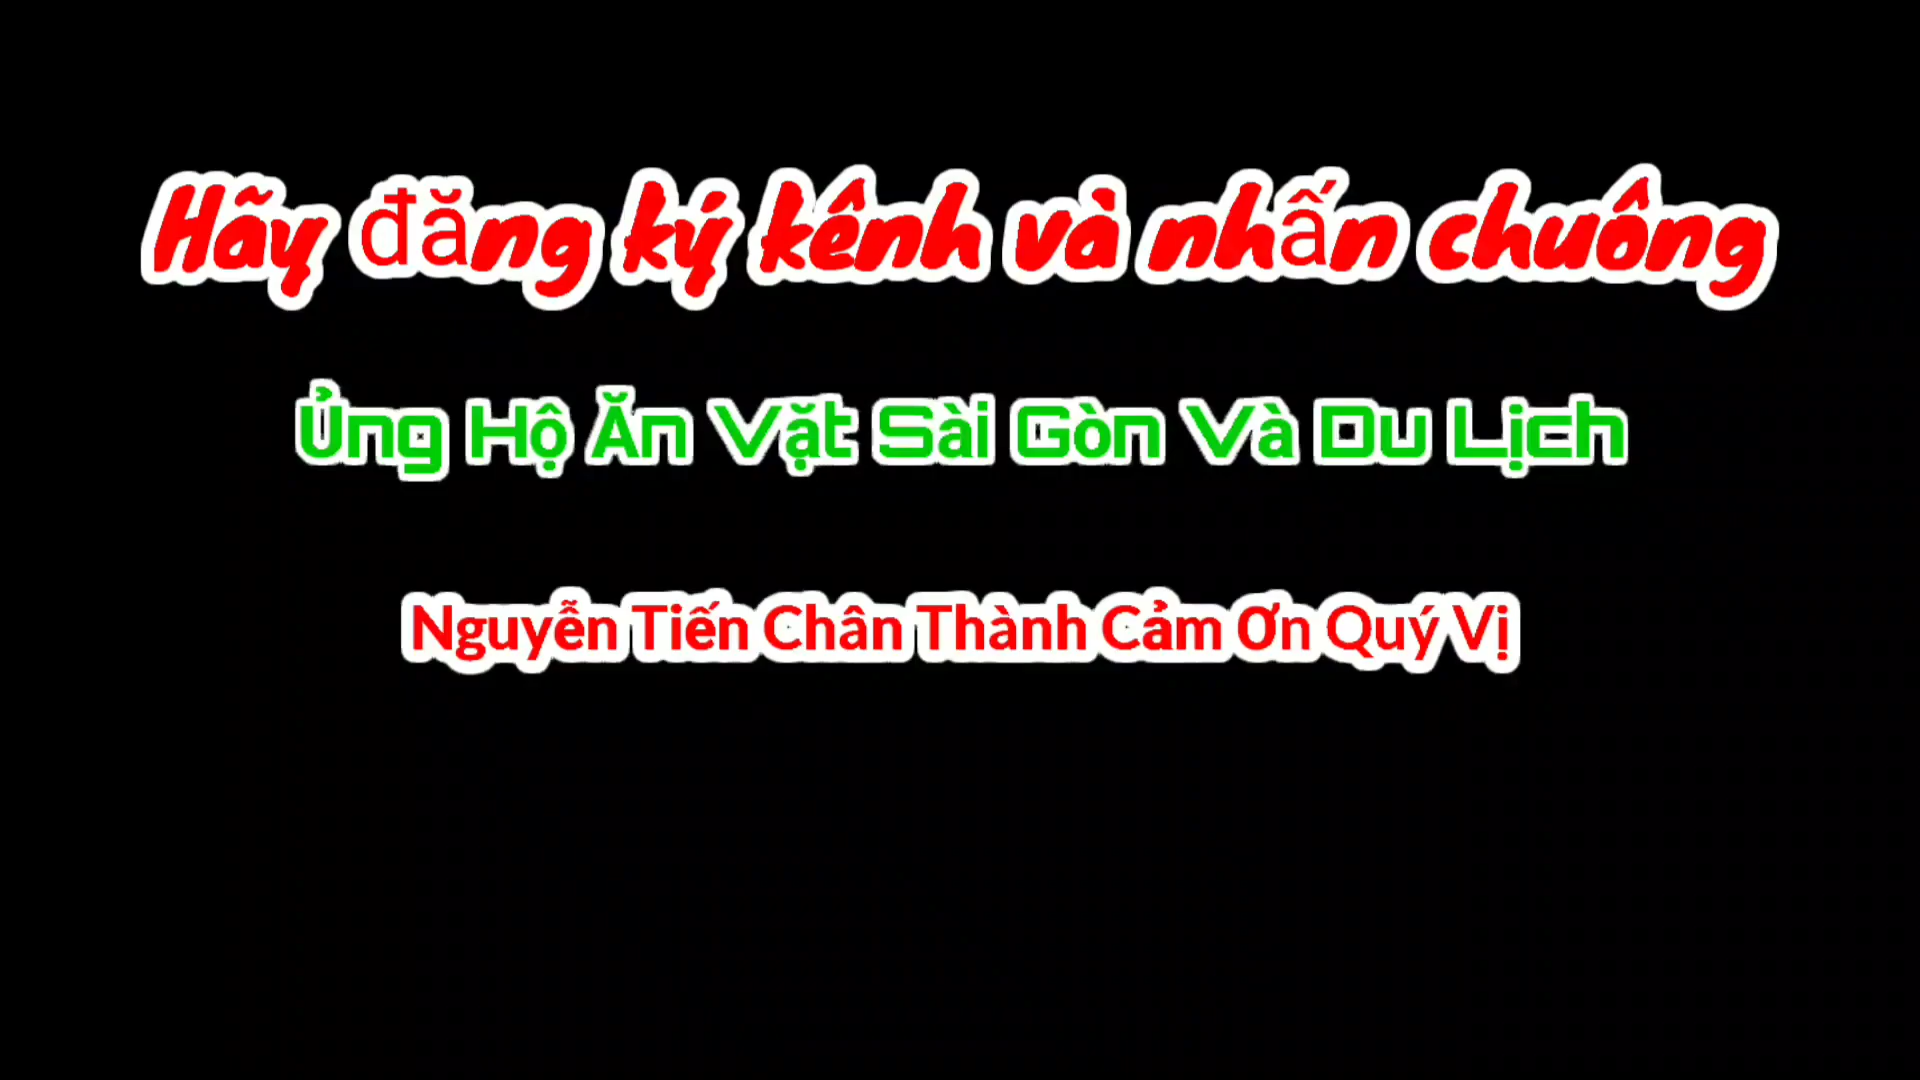 Hãy đăng ký kênh và nhấn chuông
Ủng Hộ Ăn Vặt Sài Gòn Và Du Lịch
Nguyễn Tiến Chân Thành Cảm Ơn Quý Vị